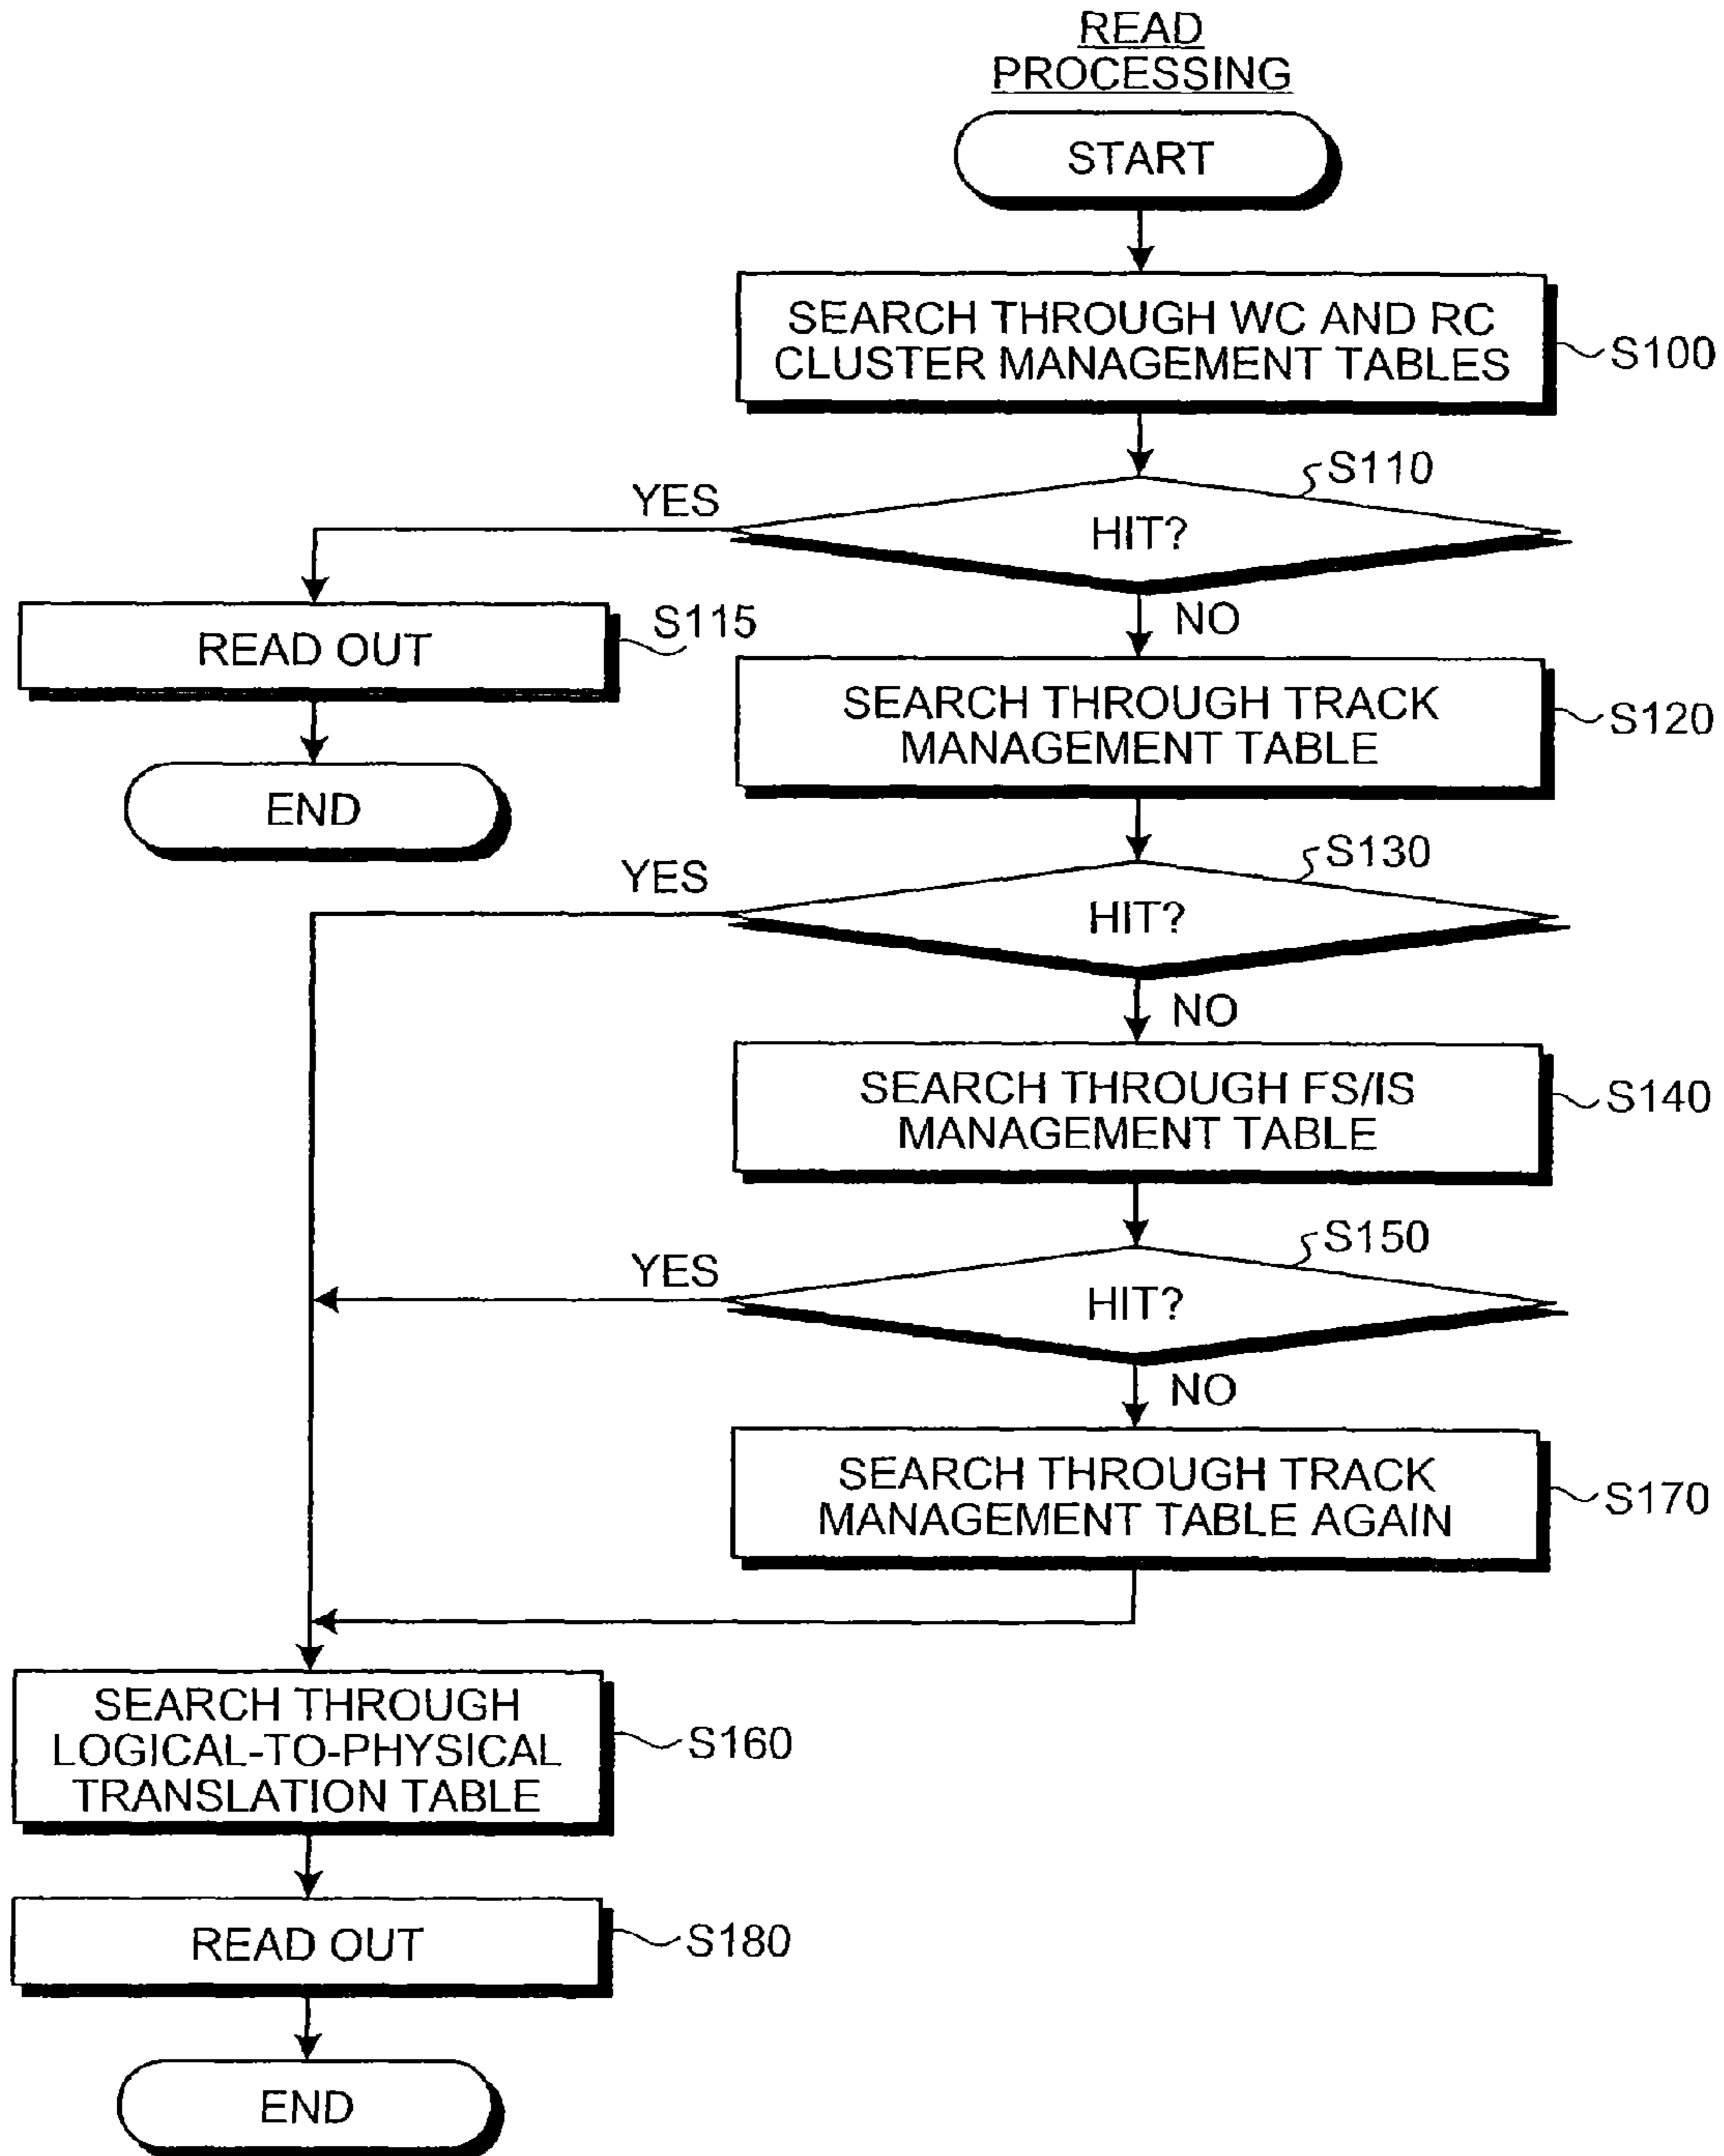 READ
PROCESSING
START
SEARCH THROUGH WC AND RC
CLUSTER MANAGEMENT TABLES
S100
S110
YES
HIT?
NO
READ OUT
S115
END
SEARCH THROUGH TRACK
MANAGEMENT TABLE
S120
S130
YES
HIT?
NO
SEARCH THROUGH FS/IS
MANAGEMENT TABLE
S140
S150
YES
HIT?
NO
SEARCH THROUGH TRACK
MANAGEMENT TABLE AGAIN
S170
SEARCH THROUGH
LOGICAL-TO-PHYSICAL
TRANSLATION TABLE
S160
READ OUT
S180
END